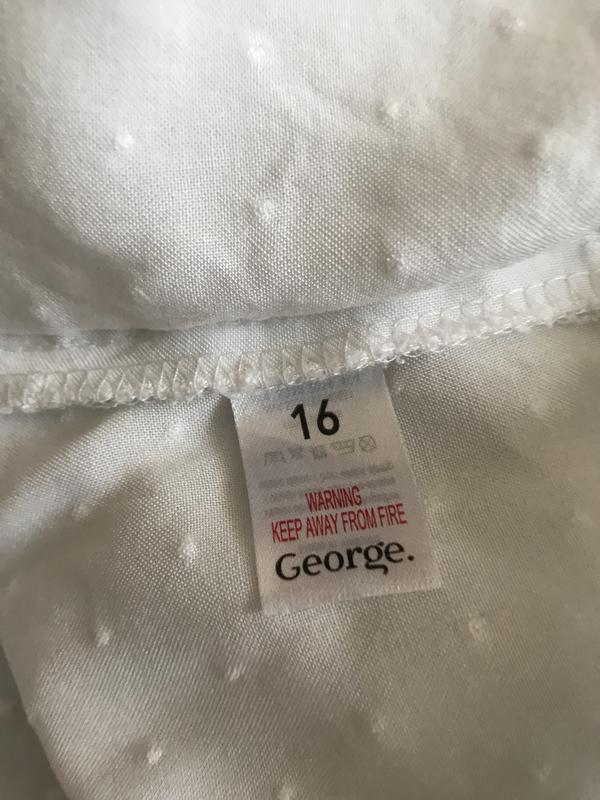 16
WARNING
KEEP AWAY FROM FIRE
George.